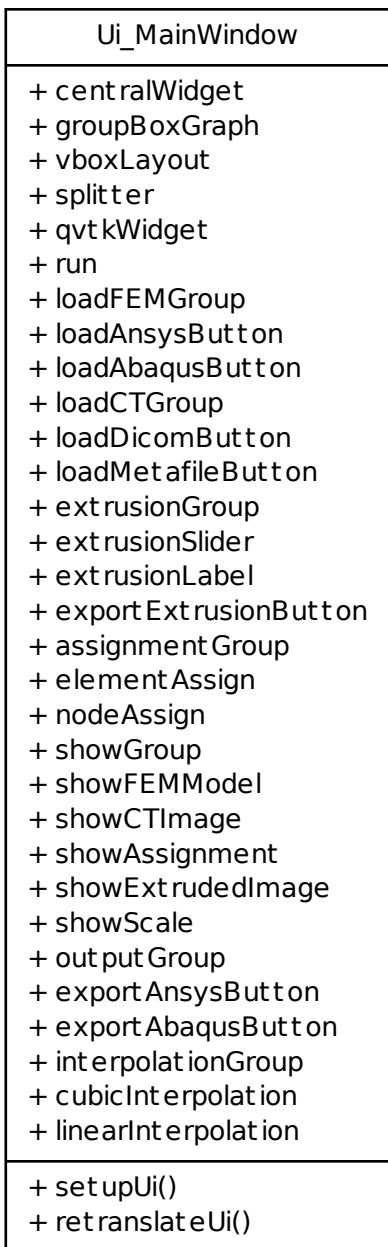 Ui_MainWindow
+ centralWidget
+ groupBoxGraph
+ vboxLayout
+ splitter
+ qvtkWidget
+ run
+ loadFEMGroup
+ loadAnsysButton
+ loadAbaqusButton
+ loadCTGroup
+ loadDicomButton
+ loadMetafileButton
+ extrusionGroup
+ extrusionSlider
+ extrusionLabel
+ exportExtrusionButton
+ assignmentGroup
+ elementAssign
+ nodeAssign
+ showGroup
+ showFEMModel
+ showCTImage
+ showAssignment
+ showExtrudedImage
+ showScale
+ outputGroup
+ exportAnsysButton
+ exportAbaqusButton
+ interpolationGroup
+ cubicInterpolation
+ linearInterpolation
+ setupUi()
+ retranslateUi()